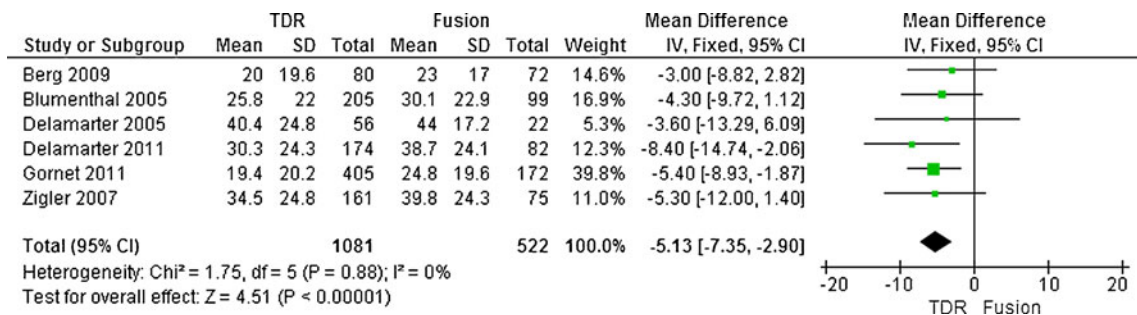 TDR Fusion Mean Difference Mean Difference
Study or Subgroup Mean SD Total Mean SD Total Weight IV, Fixed, 95% CI IV, Fixed, 95% CI
Berg 2009 20 19.6 80 23 17 72 14.6% -3.00 [-8.82, 2.82]
Blumenthal 2005 25.8 22 205 30.1 22.9 99 16.9% -4.30 [-9.72, 1.12]
Delamarter 2005 40.4 24.8 56 44 17.2 22 5.3% -3.60 [-13.29, 6.09]
Delamarter 2011 30.3 24.3 174 38.7 24.1 82 12.3% -8.40 [-14.74, -2.06]
Gornet 2011 19.4 20.2 405 24.8 19.6 172 39.8% -5.40 [-8.93, -1.87]
Zigler 2007 34.5 24.8 161 39.8 24.3 75 11.0% -5.30 [-12.00, 1.40]
Total (95% CI) 1081 522 100.0% -5.13 [-7.35, -2.90]
Heterogeneity: Chi² = 1.75, df = 5 (P = 0.88); I² = 0%
Test for overall effect: Z = 4.51 (P < 0.00001)
-20 -10 0 10 20
TDR Fusion